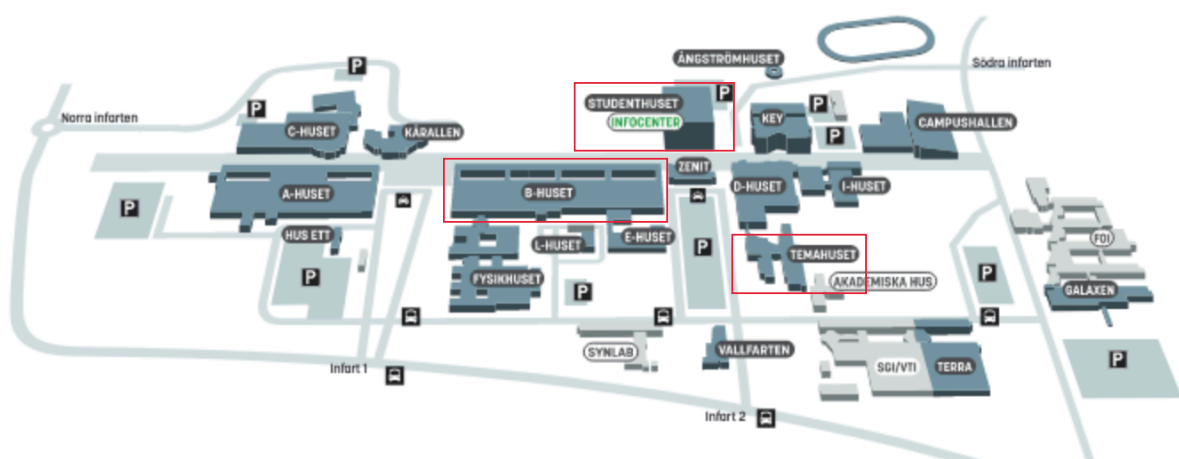 ÅNGSTRÖMHUSET
Södra infarten
P
P
STUDENTHUSET
P
P
INFOCENTER
Norra infarten
C-HUSET
KÅRALLEN
KEY
CAMPUSHALLEN
P
ZENIT
A-HUSET
B-HUSET
D-HUSET
I-HUSET
P
HUS ETT
L-HUSET
E-HUSET
P
TEMAHUSET
FOI
P
FYSIKHUSET
P
P
AKADEMISKA HUS
GALAXEN
SYNLAB
VALLFARTEN
P
Infart 1
SGI/VTI
TERRA
Infart 2